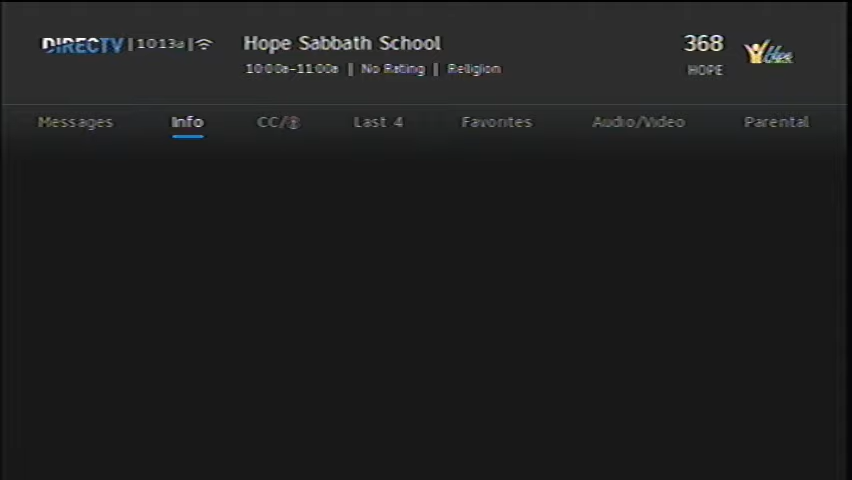 DIRECTV | 10:13a |
Hope Sabbath School
368
Hope
10:00a-11:00a | No Rating | Religion
HOPE
Messages Info CC/ Last 4 Favorites Audio/Video Parental